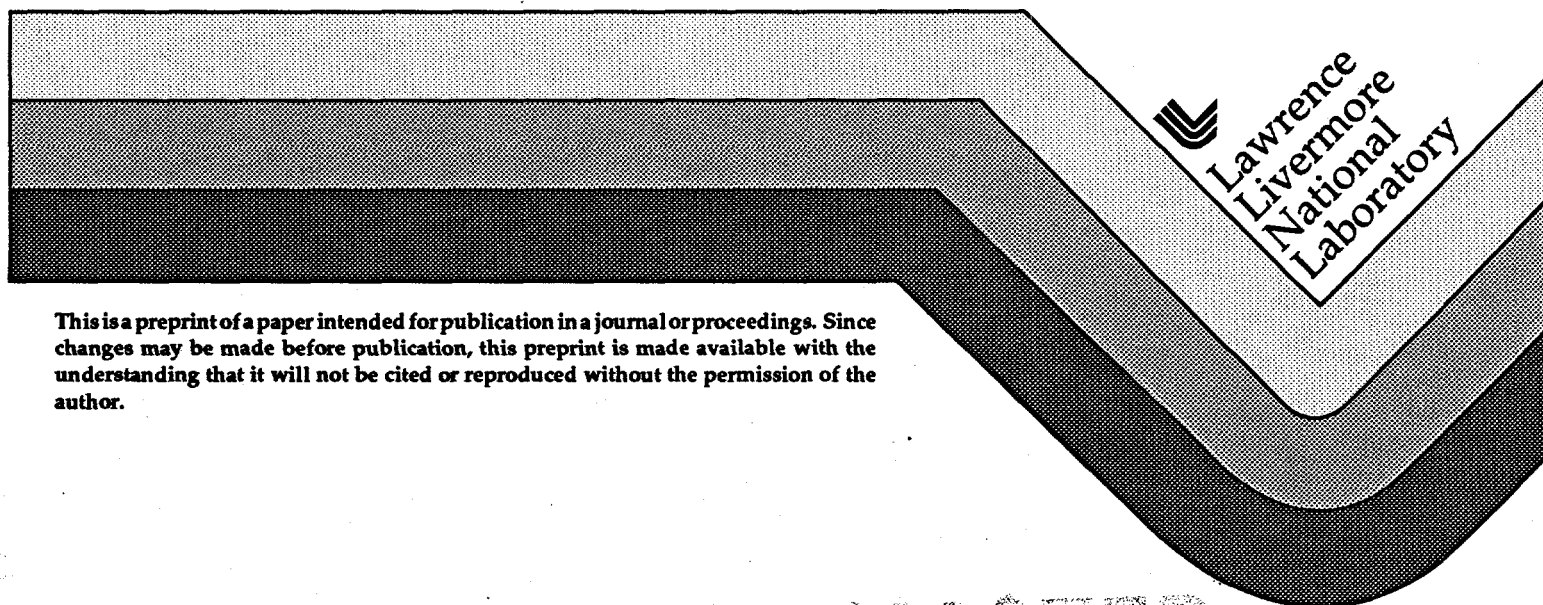 Lawrence
Livermore
National
Laboratory
This is a preprint of a paper intended for publication in a journal or proceedings. Since
changes may be made before publication, this preprint is made available with the
understanding that it will not be cited or reproduced without the permission of the
author.